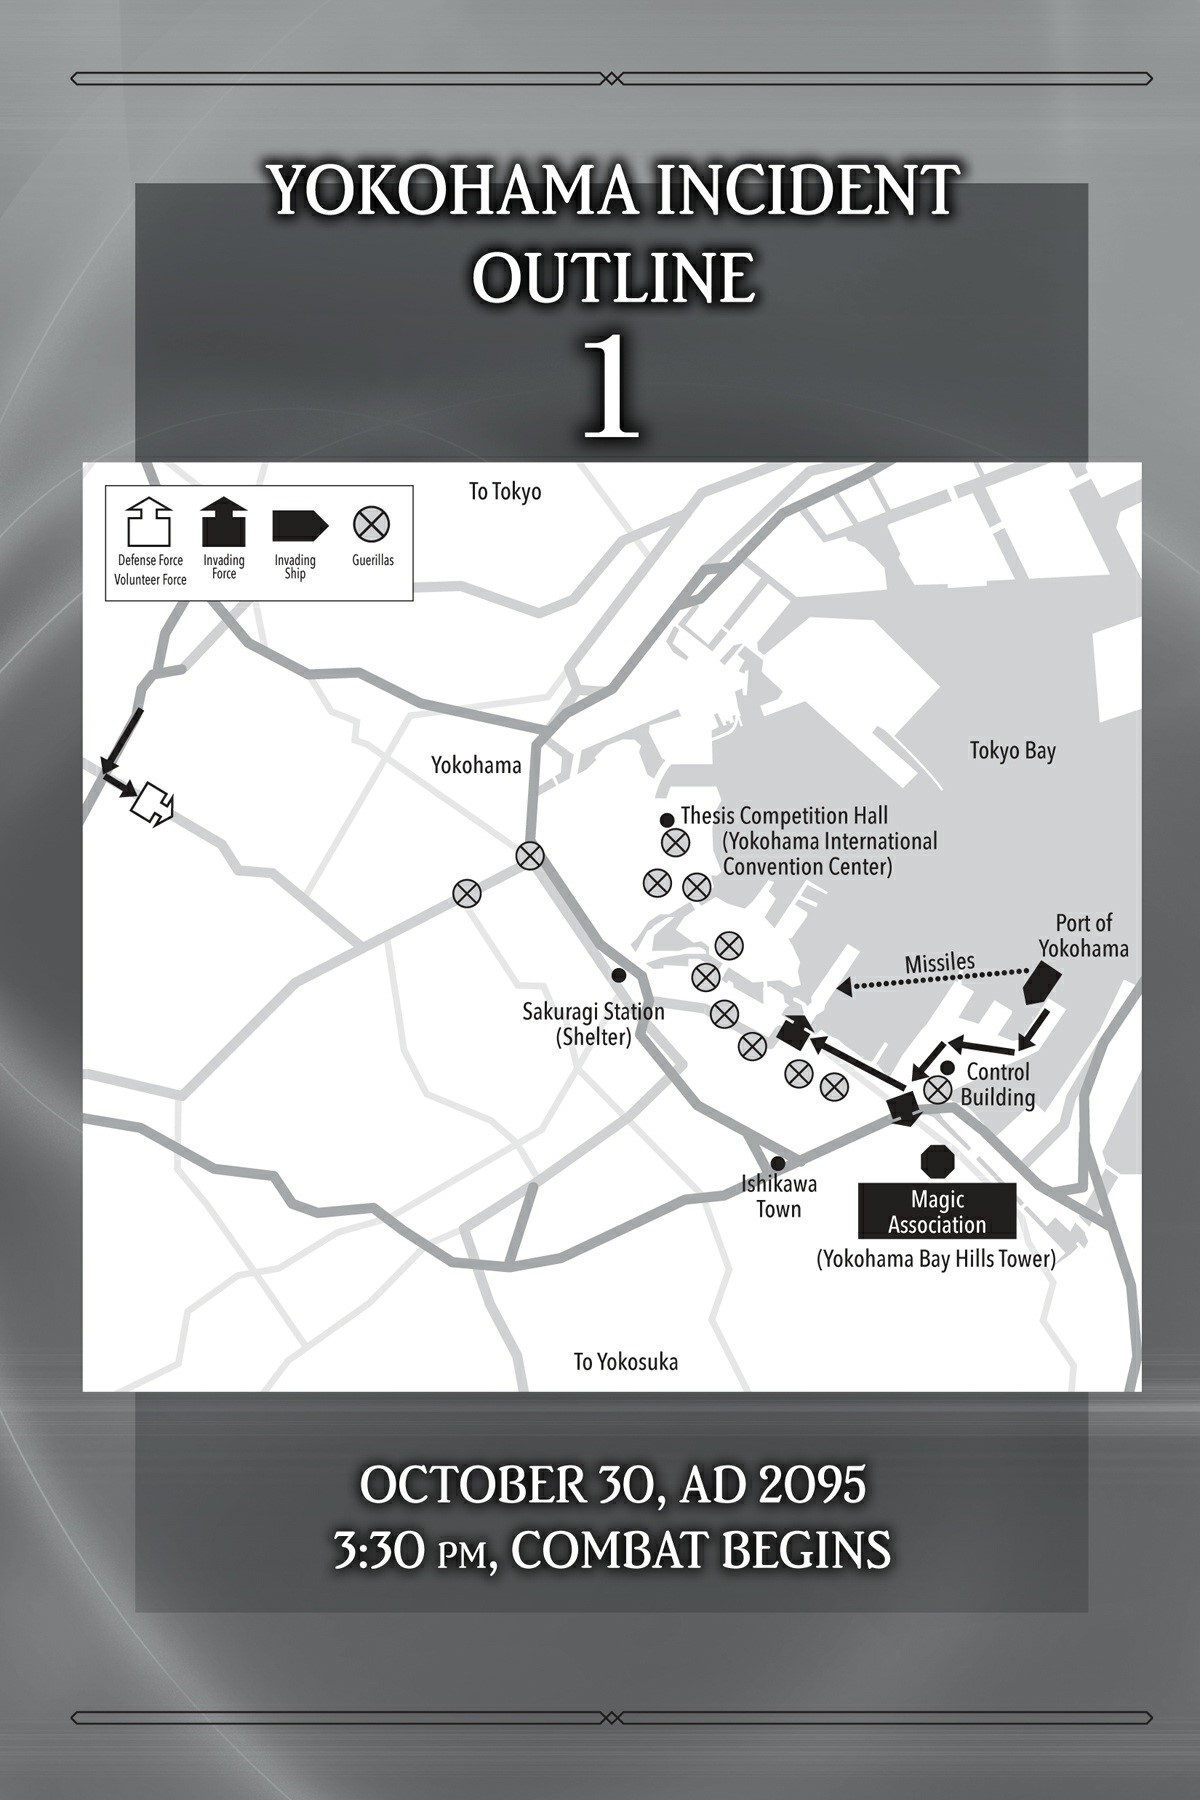 YOKOHAMA INCIDENT
OUTLINE
1
To Tokyo
Defense Force
Volunteer Force
Invading
Force
Invading
Ship
Guerillas
Yokohama
Tokyo Bay
Thesis Competition Hall
(Yokohama International
Convention Center)
Port of
Yokohama
Missiles
Sakuragi Station
(Shelter)
Control
Building
Ishikawa
Town
Magic
Association
(Yokohama Bay Hills Tower)
To Yokosuka
OCTOBER 30, AD 2095
3:30 PM, COMBAT BEGINS